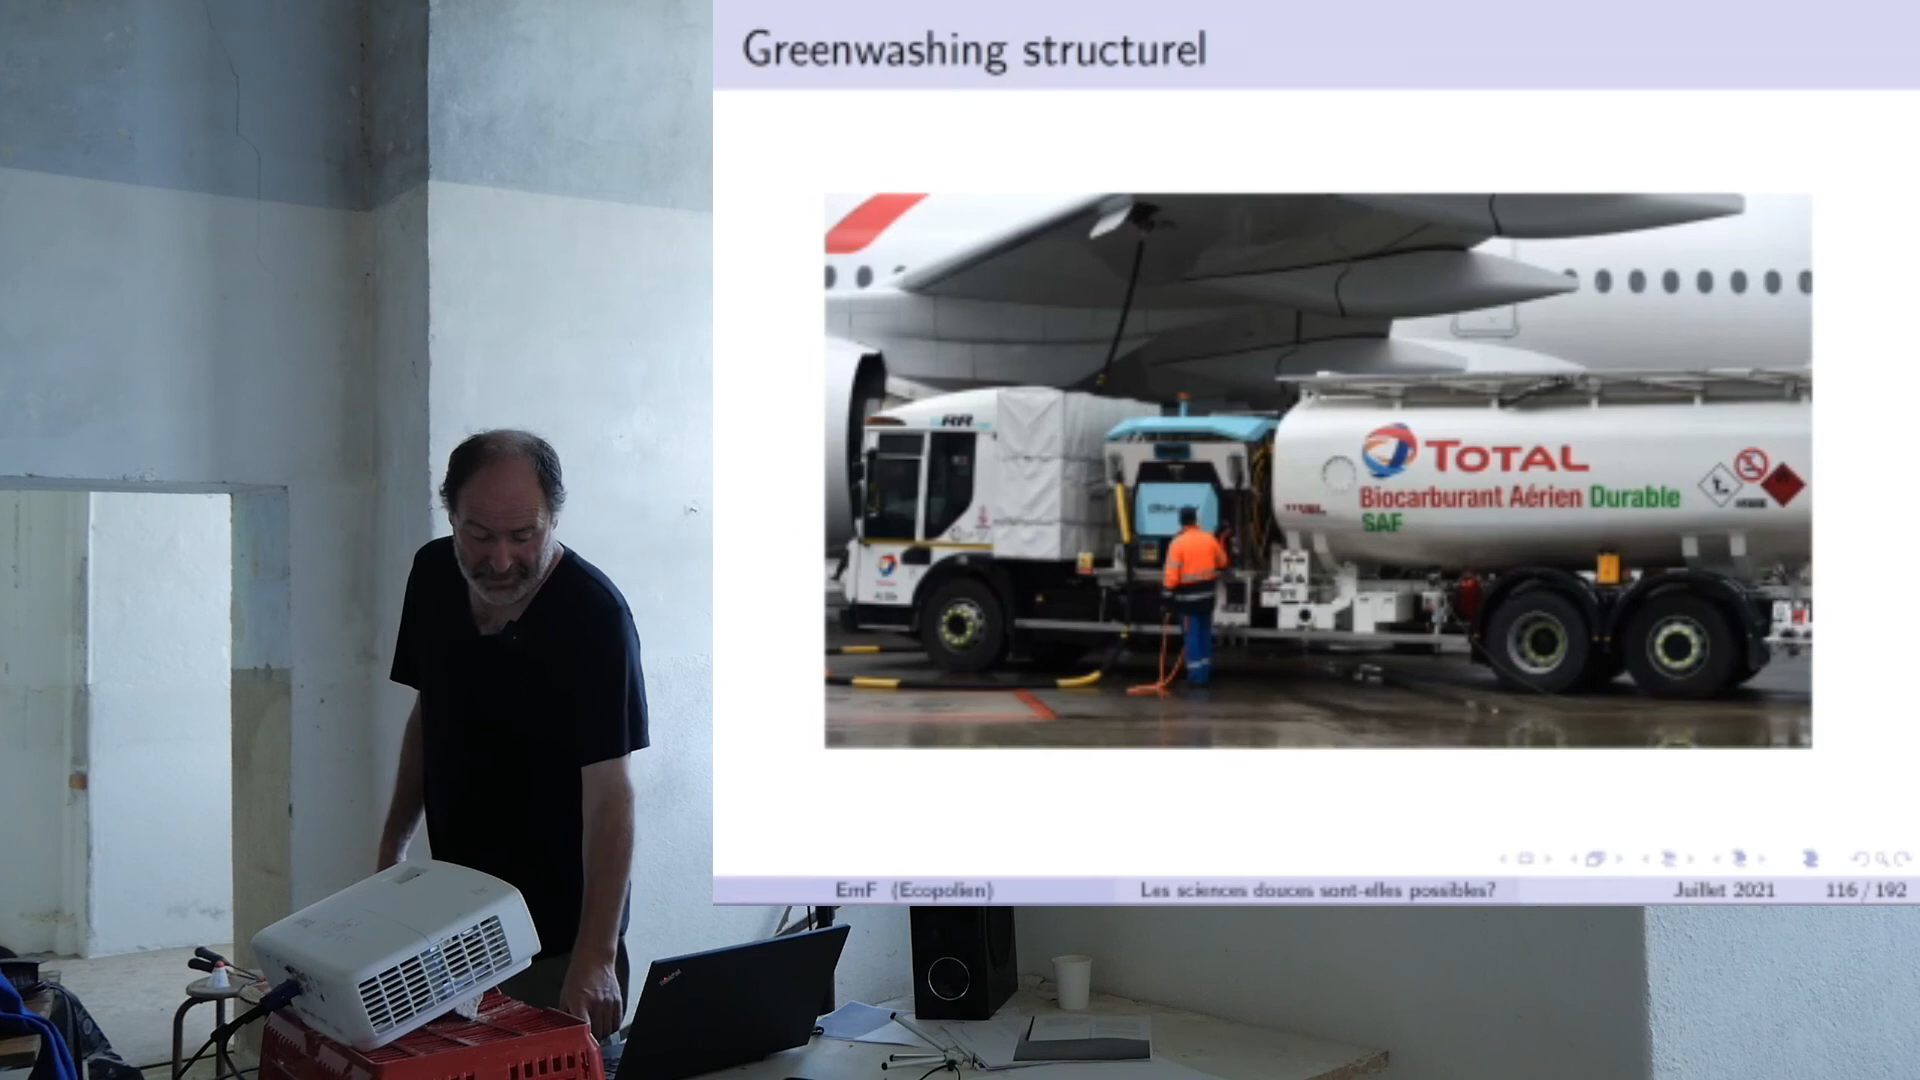 Greenwashing structurel
RR
TOTAL
Biocarburant Aérien Durable
SAF
EmF (Ecopolien)
Les sciences douces sont-elles possibles?
Juillet 2021
116 / 192